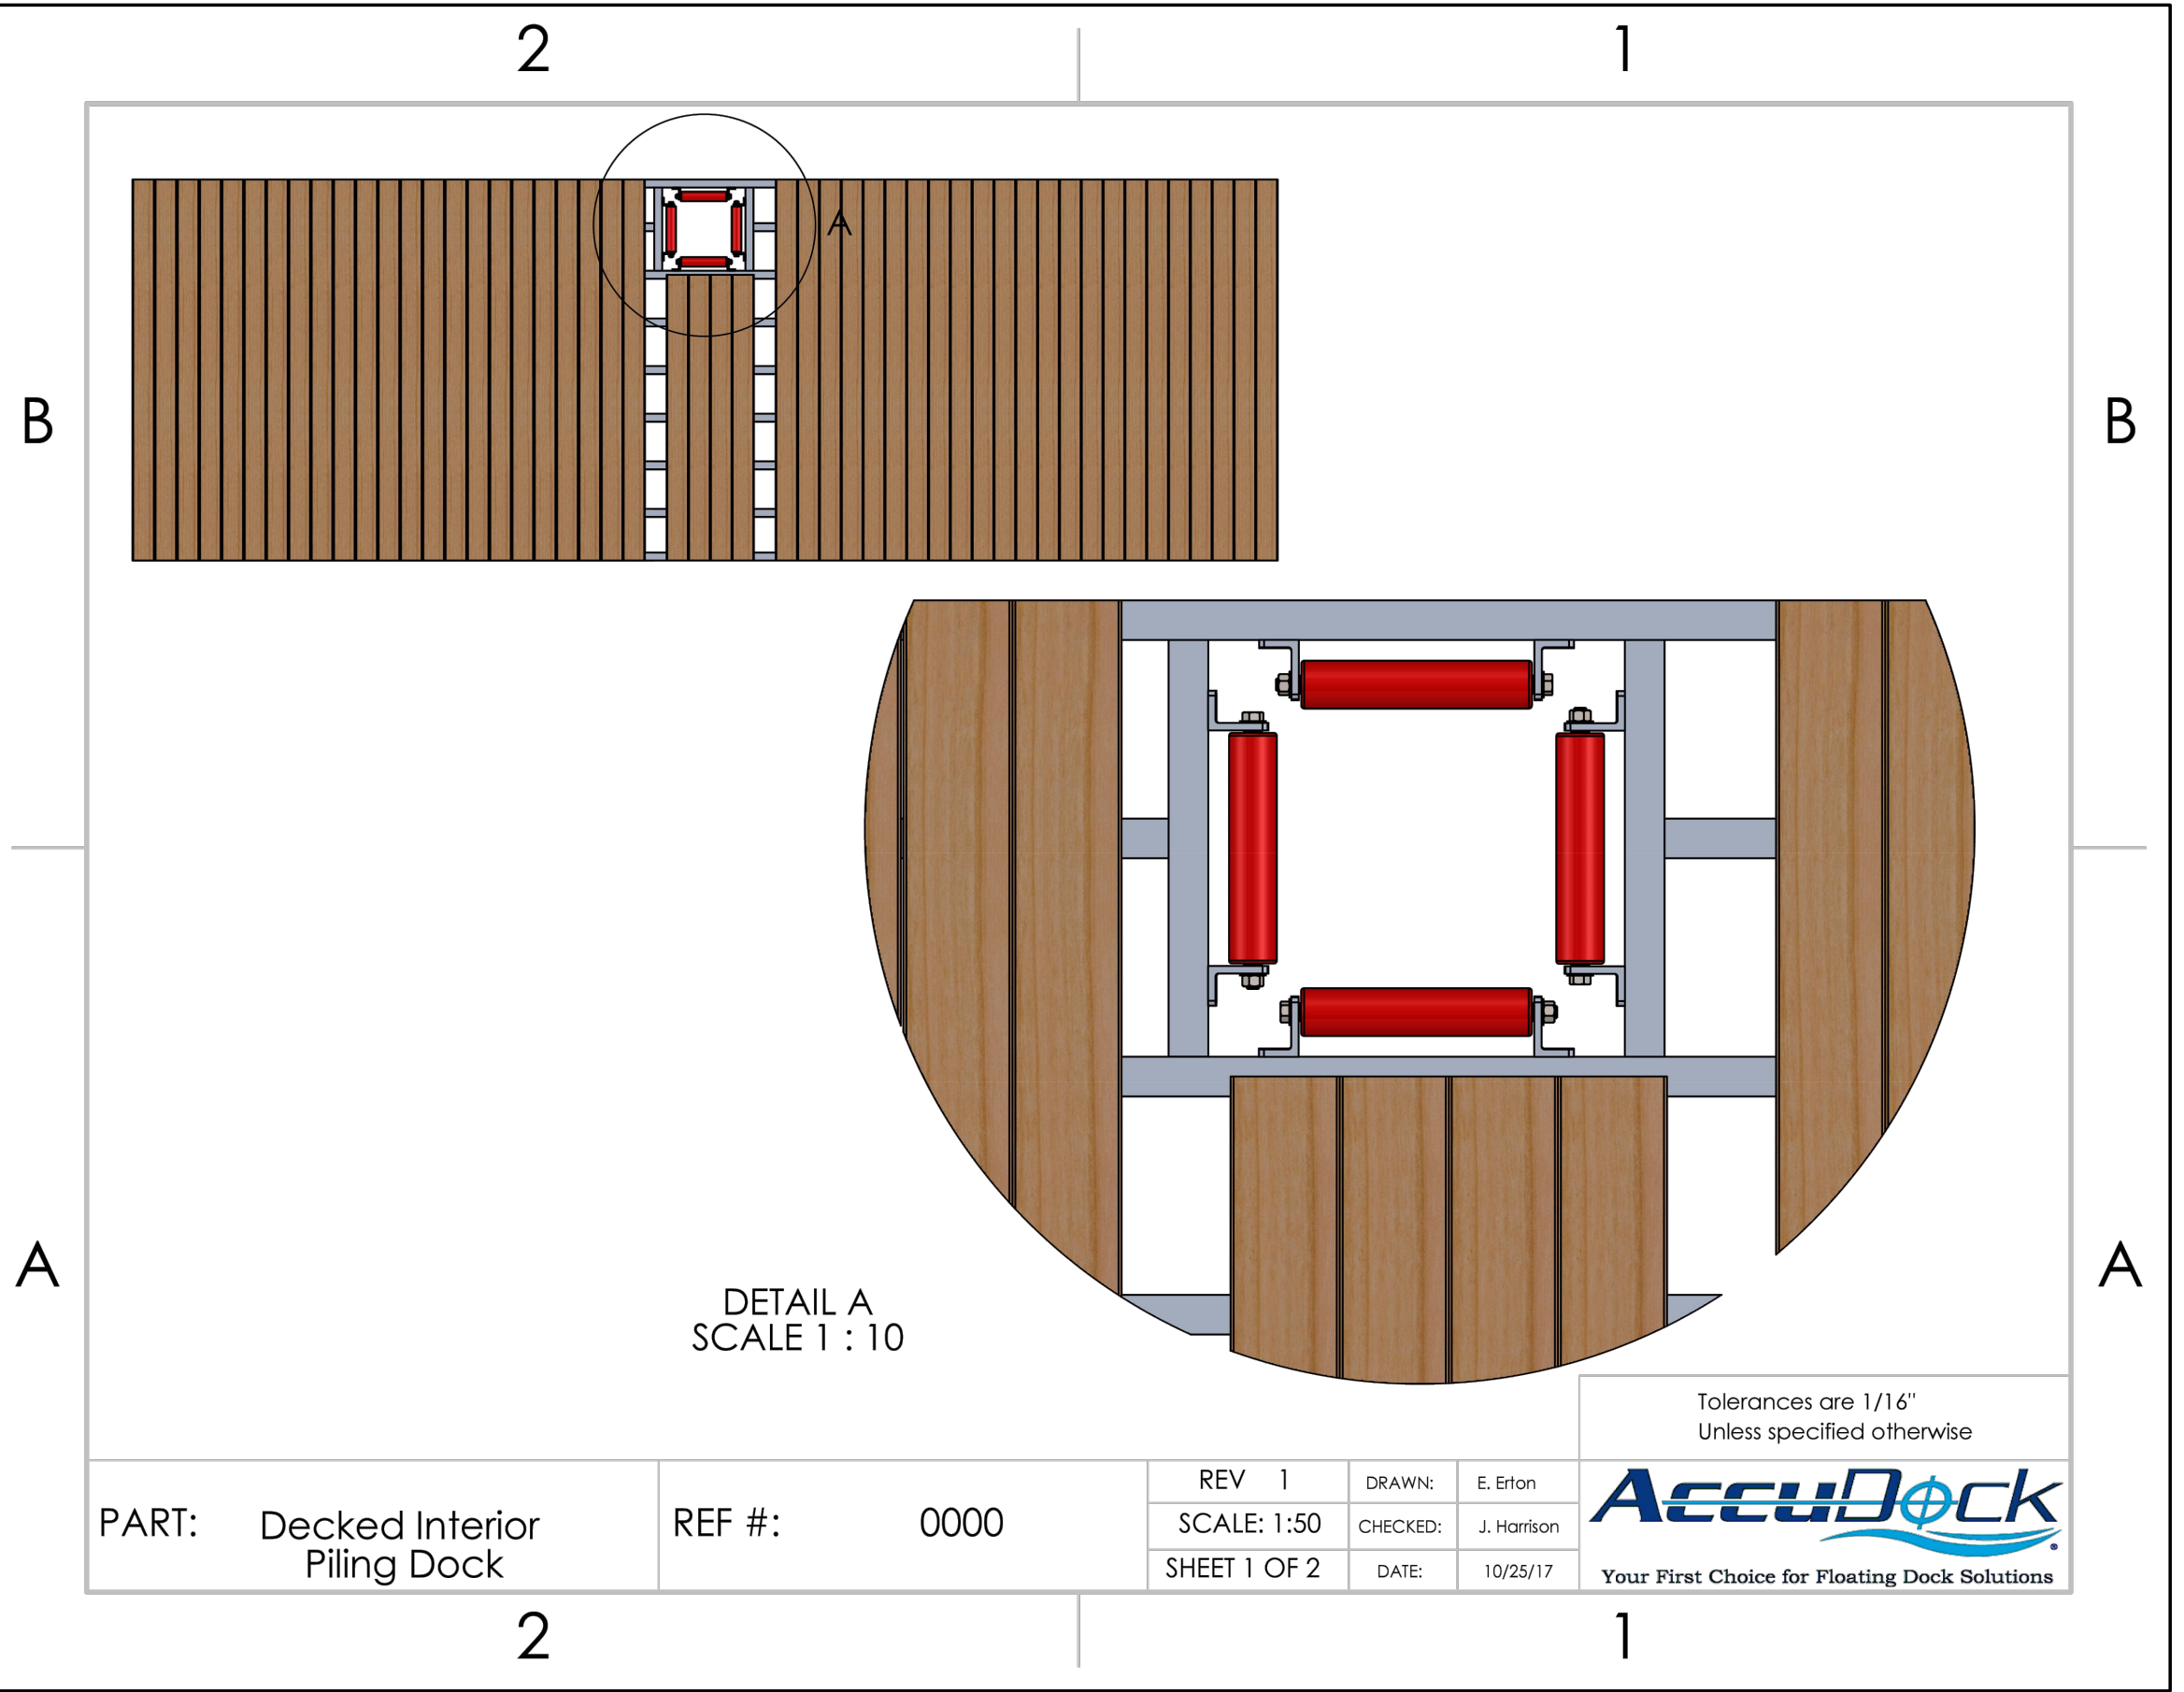 2
1
A
B
B
A
A
DETAIL A
SCALE 1 : 10
Tolerances are 1/16"
Unless specified otherwise
PART:
Decked Interior
Piling Dock
REF #:
0000
REV 1
SCALE: 1:50
SHEET 1 OF 2
DRAWN:
E. Erton
CHECKED:
J. Harrison
DATE:
10/25/17
AccuDock
®
Your First Choice for Floating Dock Solutions
2
1